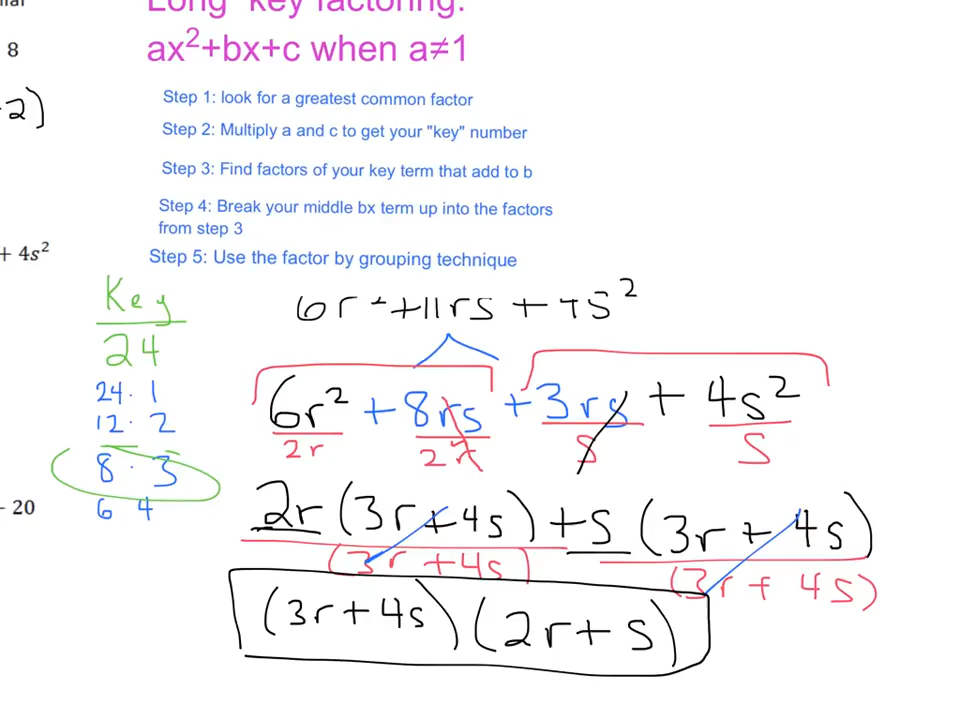 Long "key" factoring:
8
ax²+bx+c when a≠1
Step 1: look for a greatest common factor
-2)
Step 2: Multiply a and c to get your "key" number
Step 3: Find factors of your key term that add to b
Step 4: Break your middle bx term up into the factors
from step 3
+ 4s²
Step 5: Use the factor by grouping technique
Key
24
24 · 1
12 · 2
8 · 3
6 4
- 20
6r²+11rs + 4s²
6r² + 8rs + 3rs + 4s²
2r 2r s s
2r (3r+4s) + s (3r+4s)
(3r+4s) (3r+4s)
(3r+4s)(2r+s)